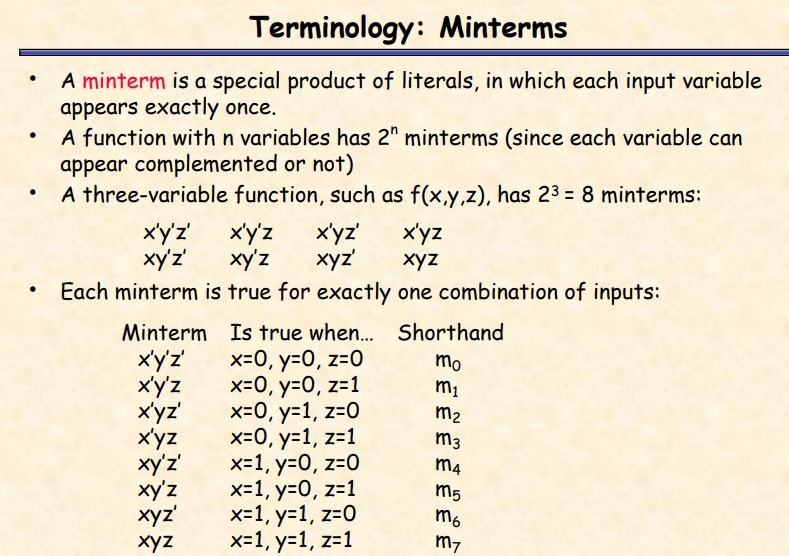 Terminology: Minterms
• A minterm is a special product of literals, in which each input variable
appears exactly once.
• A function with n variables has 2ⁿ minterms (since each variable can
appear complemented or not)
• A three-variable function, such as f(x,y,z), has 2³ = 8 minterms:
x'y'z' x'y'z x'yz' x'yz
xy'z' xy'z xyz' xyz
• Each minterm is true for exactly one combination of inputs:
Minterm Is true when… Shorthand
x'y'z' x=0, y=0, z=0 m₀
x'y'z x=0, y=0, z=1 m₁
x'yz' x=0, y=1, z=0 m₂
x'yz x=0, y=1, z=1 m₃
xy'z' x=1, y=0, z=0 m₄
xy'z x=1, y=0, z=1 m₅
xyz' x=1, y=1, z=0 m₆
xyz x=1, y=1, z=1 m₇